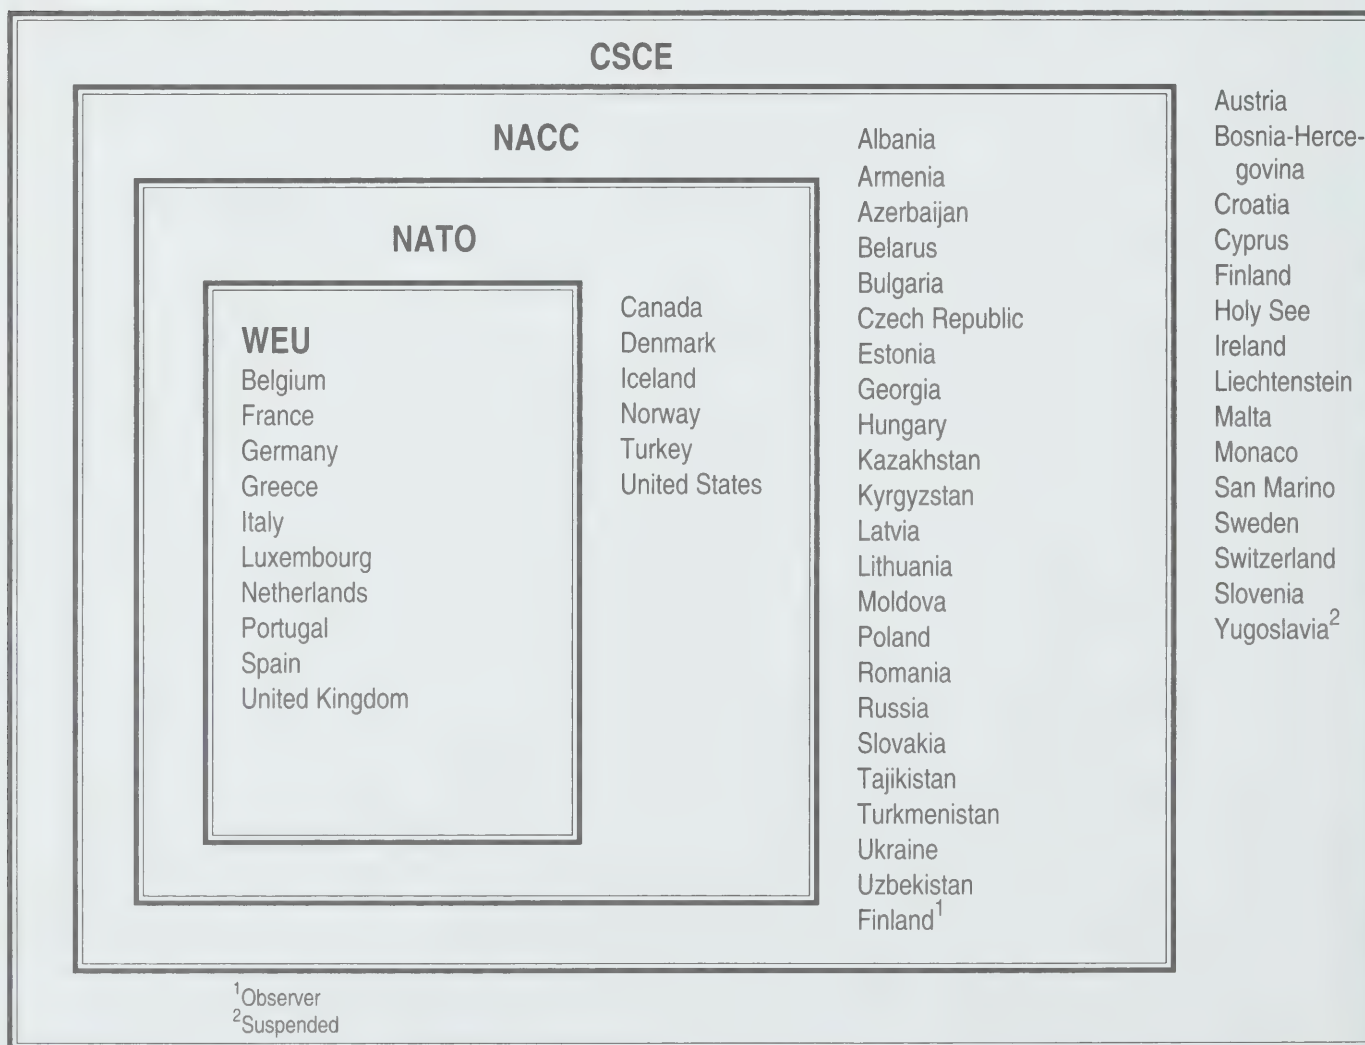 CSCE
NACC
NATO
WEU
Belgium
France
Germany
Greece
Italy
Luxembourg
Netherlands
Portugal
Spain
United Kingdom
Canada
Denmark
Iceland
Norway
Turkey
United States
Albania
Armenia
Azerbaijan
Belarus
Bulgaria
Czech Republic
Estonia
Georgia
Hungary
Kazakhstan
Kyrgyzstan
Latvia
Lithuania
Moldova
Poland
Romania
Russia
Slovakia
Tajikistan
Turkmenistan
Ukraine
Uzbekistan
Finland¹
Austria
Bosnia-Herce-
govina
Croatia
Cyprus
Finland
Holy See
Ireland
Liechtenstein
Malta
Monaco
San Marino
Sweden
Switzerland
Slovenia
Yugoslavia²
¹Observer
²Suspended